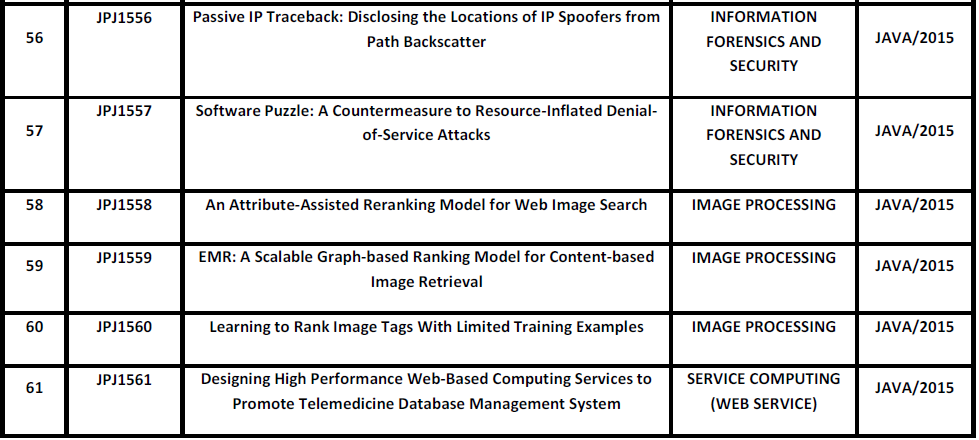 56 JPJ1556 Passive IP Traceback: Disclosing the Locations of IP Spoofers from Path Backscatter INFORMATION FORENSICS AND SECURITY JAVA/2015
57 JPJ1557 Software Puzzle: A Countermeasure to Resource-Inflated Denial-of-Service Attacks INFORMATION FORENSICS AND SECURITY JAVA/2015
58 JPJ1558 An Attribute-Assisted Reranking Model for Web Image Search IMAGE PROCESSING JAVA/2015
59 JPJ1559 EMR: A Scalable Graph-based Ranking Model for Content-based Image Retrieval IMAGE PROCESSING JAVA/2015
60 JPJ1560 Learning to Rank Image Tags With Limited Training Examples IMAGE PROCESSING JAVA/2015
61 JPJ1561 Designing High Performance Web-Based Computing Services to Promote Telemedicine Database Management System SERVICE COMPUTING (WEB SERVICE) JAVA/2015